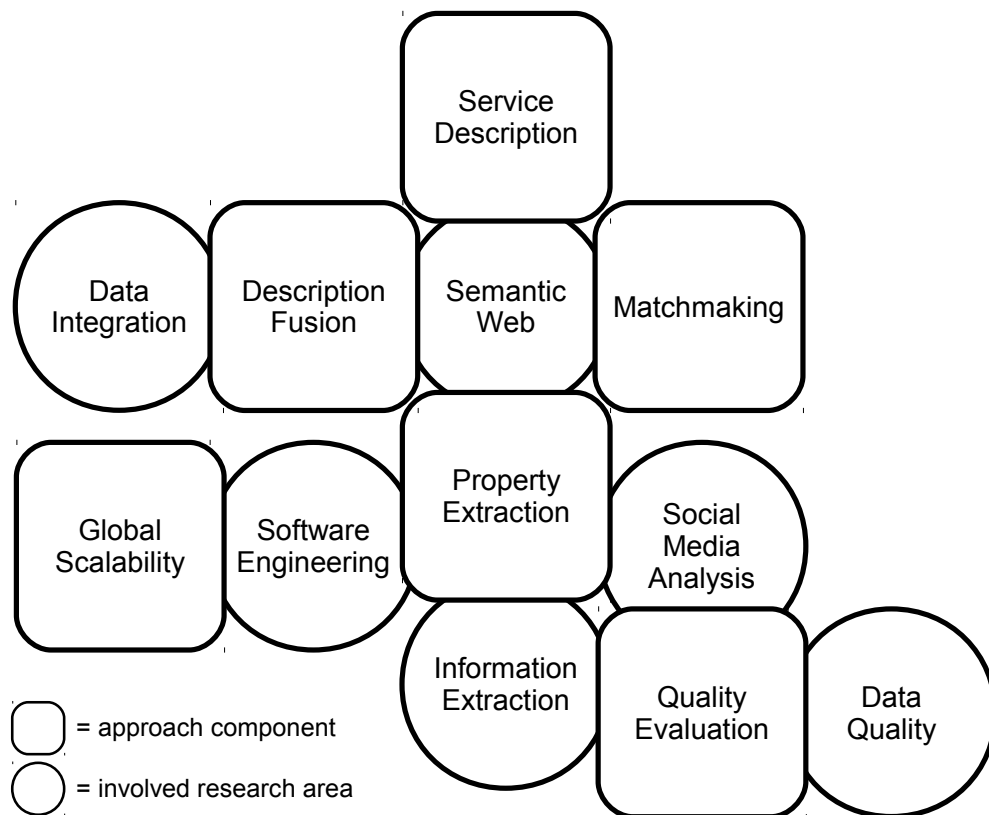 Service
Description
Data
Integration
Description
Fusion
Semantic
Web
Matchmaking
Global
Scalability
Software
Engineering
Property
Extraction
Social
Media
Analysis
Information
Extraction
Quality
Evaluation
Data
Quality
= approach component
= involved research area